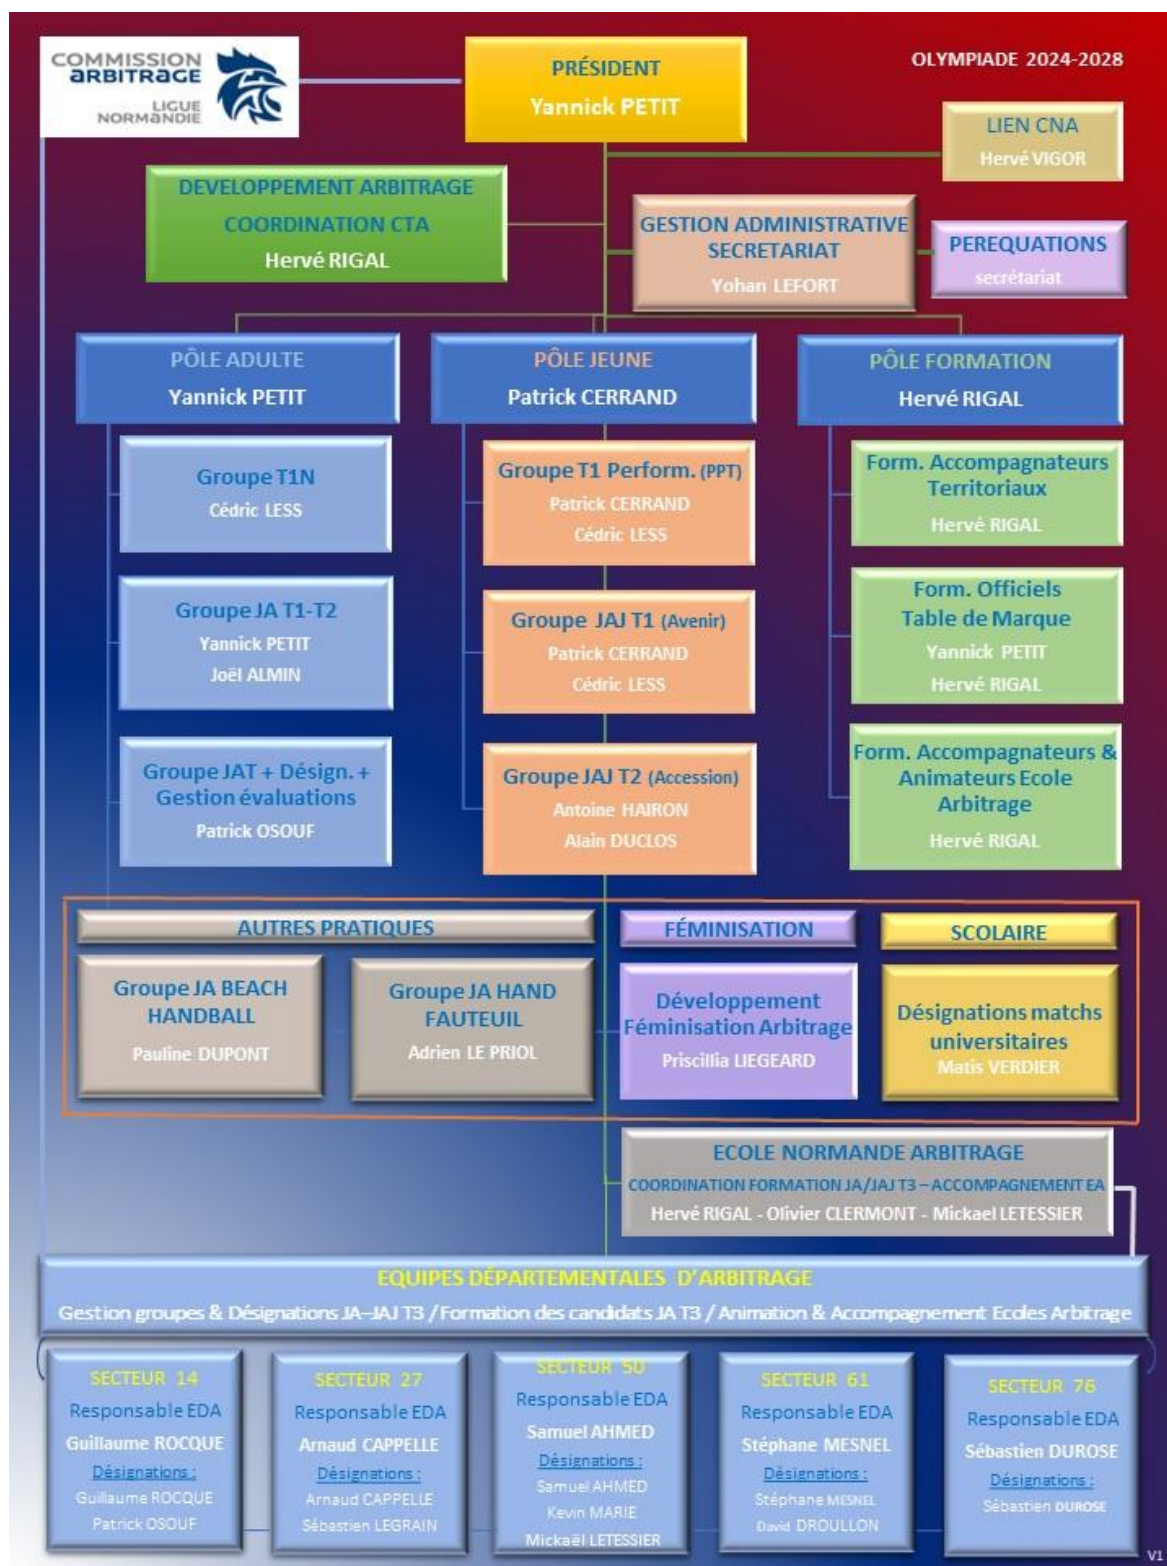 COMMISSION
ARBITRAGE
LIGUE
NORMANDIE
PRÉSIDENT
Yannick PETIT
OLYMPIADE 2024-2028
LIEN CNA
Hervé VIGOR
DEVELOPPEMENT ARBITRAGE
COORDINATION CTA
Hervé RIGAL
GESTION ADMINISTRATIVE
SECRETARIAT
Yohan LEFORT
PEREQUATIONS
secrétariat
PÔLE ADULTE
Yannick PETIT
PÔLE JEUNE
Patrick CERRAND
PÔLE FORMATION
Hervé RIGAL
Groupe T1N
Cédric LESS
Groupe JA T1-T2
Yannick PETIT
Joël ALMIN
Groupe JAT + Désign. +
Gestion évaluations
Patrick OSOUF
Groupe T1 Perform. (PPT)
Patrick CERRAND
Cédric LESS
Groupe JAJ T1 (Avenir)
Patrick CERRAND
Cédric LESS
Groupe JAJ T2 (Accession)
Antoine HAIRON
Alain DUCLOS
Form. Accompagnateurs
Territoriaux
Hervé RIGAL
Form. Officiels
Table de Marque
Yannick PETIT
Hervé RIGAL
Form. Accompagnateurs &
Animateurs Ecole
Arbitrage
Hervé RIGAL
AUTRES PRATIQUES
Groupe JA BEACH
HANDBALL
Pauline DUPONT
Groupe JA HAND
FAUTEUIL
Adrien LE PRIOL
FÉMINISATION
Développement
Féminisation Arbitrage
Priscillia LIEGEARD
SCOLAIRE
Désignations matchs
universitaires
Matis VERDIER
ECOLE NORMANDE ARBITRAGE
COORDINATION FORMATION JA/JAJ T3 – ACCOMPAGNEMENT EA
Hervé RIGAL - Olivier CLERMONT - Mickael LETESSIER
EQUIPES DÉPARTEMENTALES D'ARBITRAGE
Gestion groupes & Désignations JA–JAJ T3 / Formation des candidats JA T3 / Animation & Accompagnement Ecoles Arbitrage
SECTEUR 14
Responsable EDA
Guillaume ROCQUE
Désignations :
Guillaume ROCQUE
Patrick OSOUF
SECTEUR 27
Responsable EDA
Arnaud CAPPELLE
Désignations :
Arnaud CAPPELLE
Sébastien LEGRAIN
SECTEUR 50
Responsable EDA
Samuel AHMED
Désignations :
Samuel AHMED
Kevin MARIE
Mickaël LETESSIER
SECTEUR 61
Responsable EDA
Stéphane MESNEL
Désignations :
Stéphane MESNEL
David DROULLON
SECTEUR 76
Responsable EDA
Sébastien DUROSE
Désignations :
Sébastien DUROSE
V1